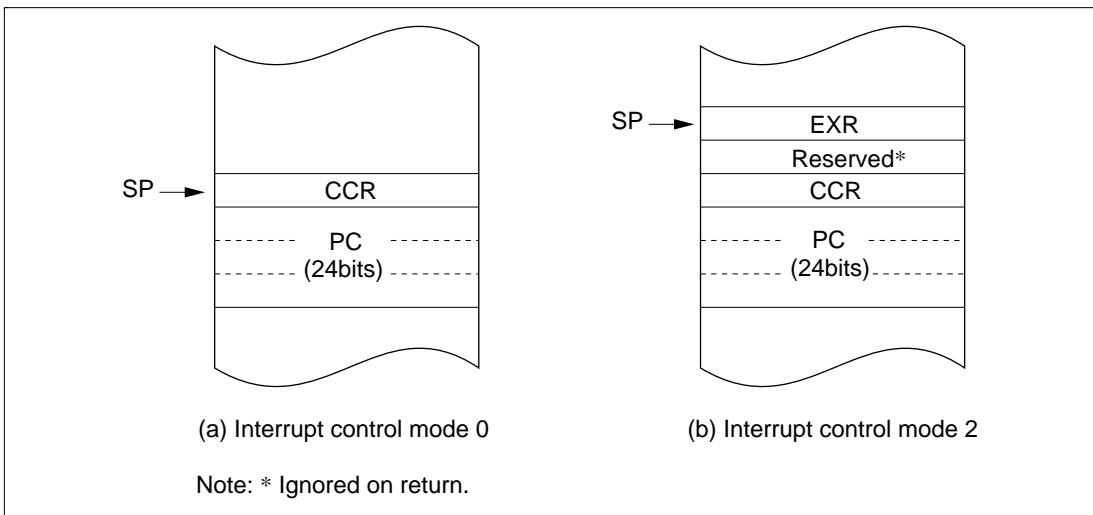 SP
CCR
PC
(24bits)
(a) Interrupt control mode 0
SP
EXR
Reserved*
CCR
PC
(24bits)
(b) Interrupt control mode 2
Note: * Ignored on return.